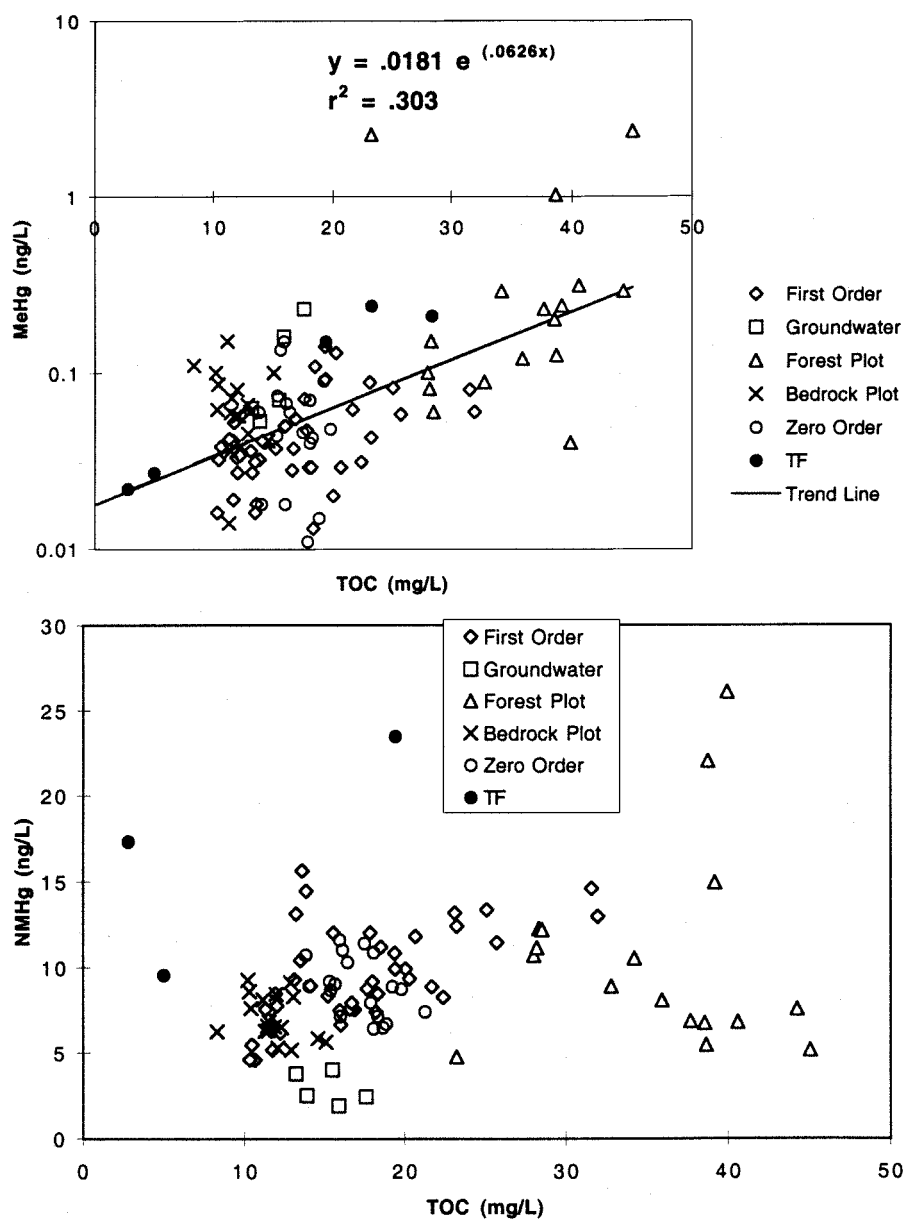 10
y = .0181 e (.0626x)
r² = .303
1
0 10 20 30 40 50
MeHg (ng/L)
0.1
0.01
TOC (mg/L)
First Order
Groundwater
Forest Plot
Bedrock Plot
Zero Order
TF
Trend Line
30
25
20
15
10
5
0
NMHg (ng/L)
First Order
Groundwater
Forest Plot
Bedrock Plot
Zero Order
TF
0 10 20 30 40 50
TOC (mg/L)